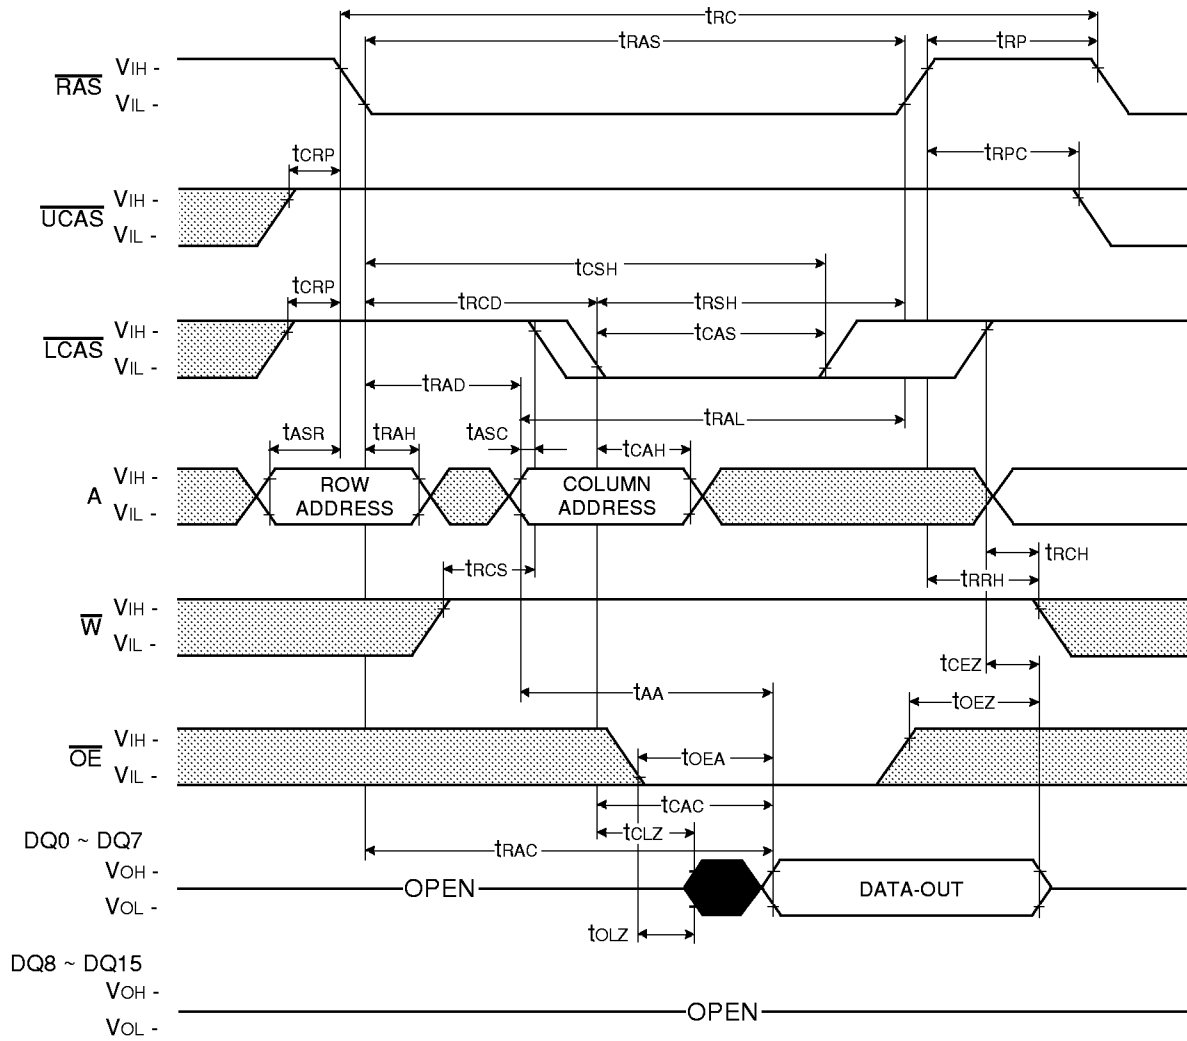 tRC
tRAS
tRP
RAS
VIH -
VIL -
tCRP
tRPC
UCAS
VIH -
VIL -
tCSH
tCRP
tRCD
tRSH
LCAS
VIH -
VIL -
tCAS
tRAD
tRAL
tASR
tRAH
tASC
tCAH
A
VIH -
VIL -
ROW
ADDRESS
COLUMN
ADDRESS
tRCH
tRCS
tRRH
W
VIH -
VIL -
tCEZ
tAA
tOEZ
OE
VIH -
VIL -
tOEA
tCAC
tCLZ
DQ0 ~ DQ7
tRAC
VOH -
VOL -
OPEN
DATA-OUT
tOLZ
DQ8 ~ DQ15
VOH -
VOL -
OPEN